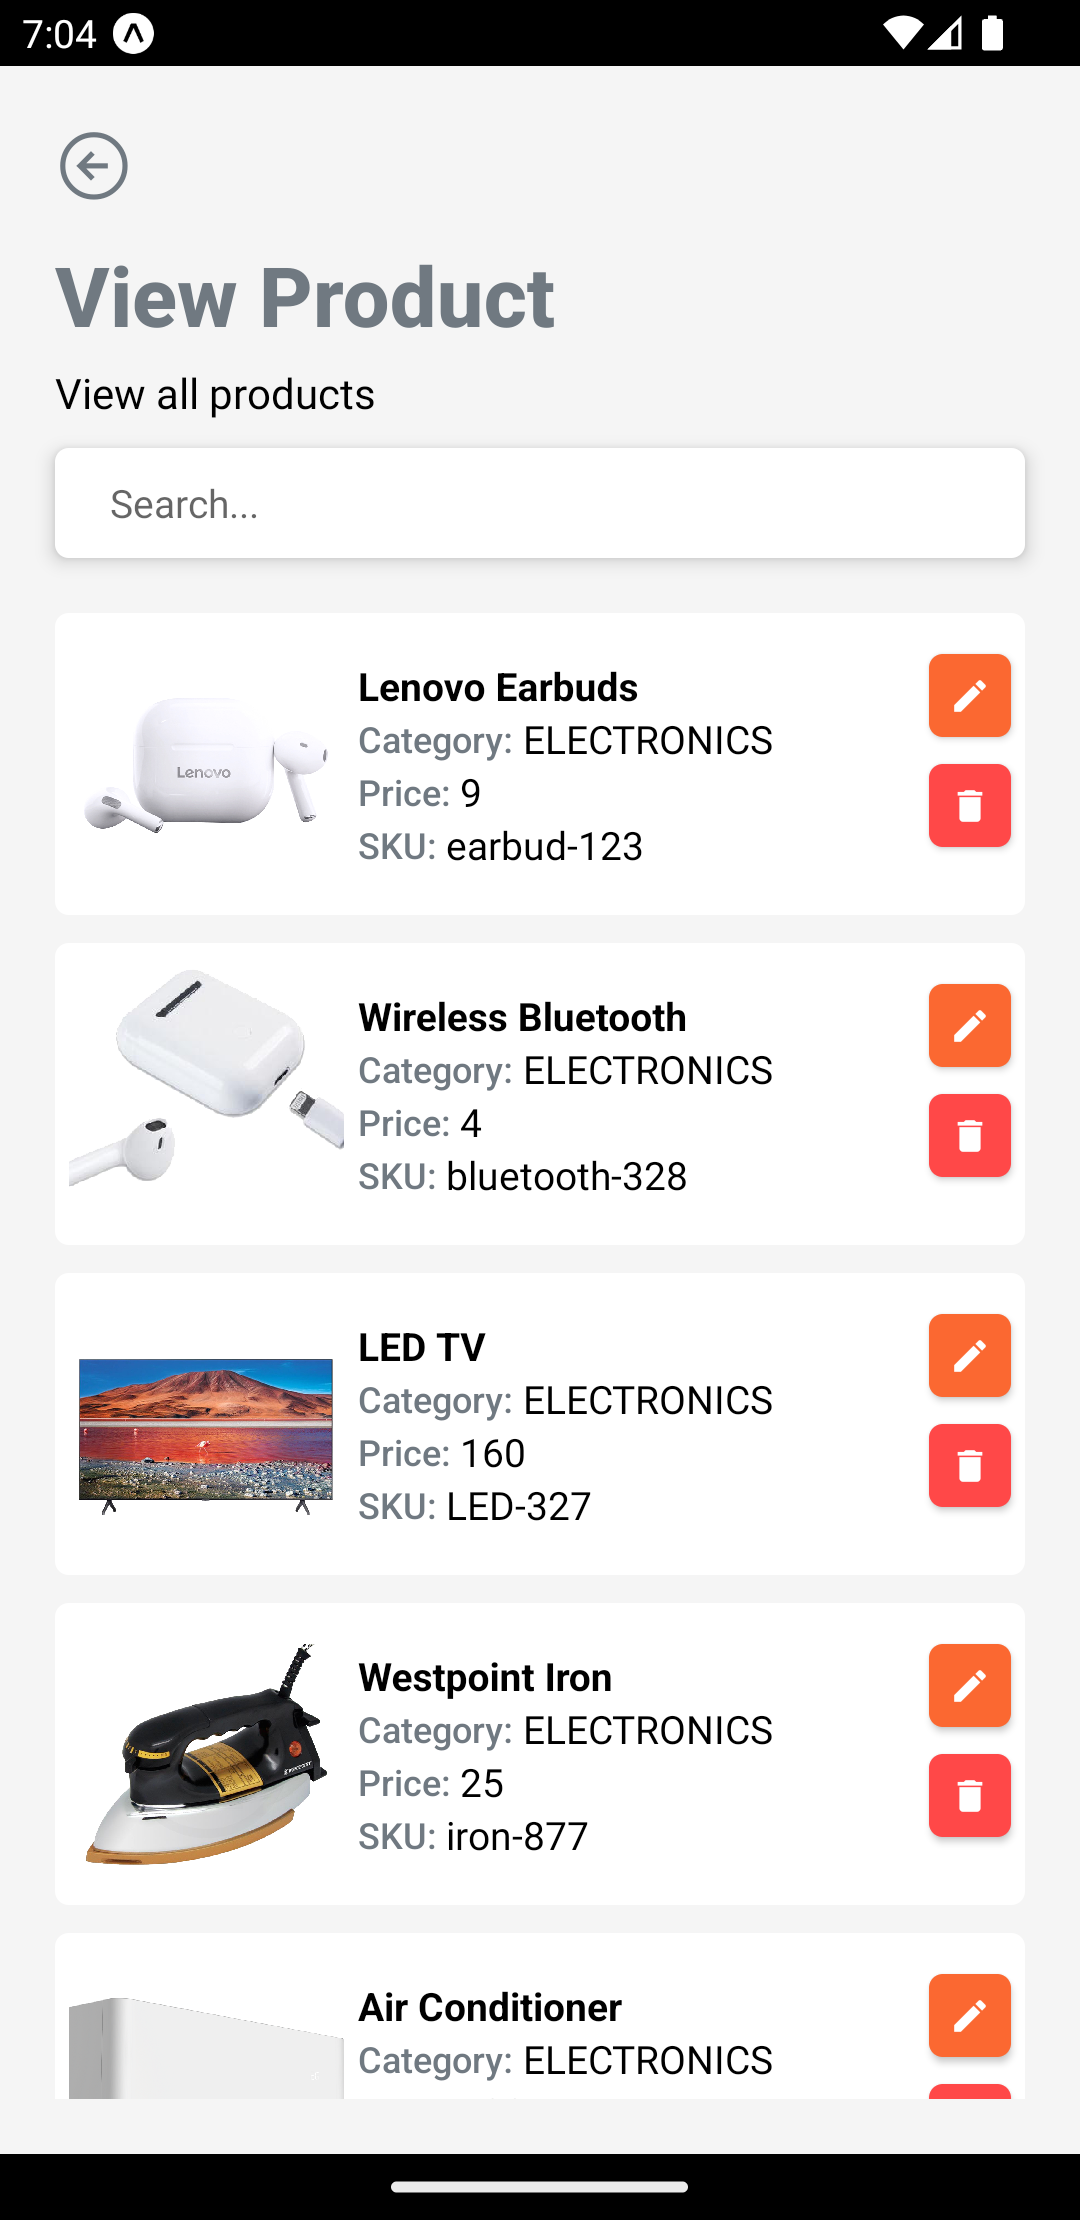 7:04
View Product
View all products
Search...
Lenovo
Lenovo Earbuds
Category: ELECTRONICS
Price: 9
SKU: earbud-123
Wireless Bluetooth
Category: ELECTRONICS
Price: 4
SKU: bluetooth-328
LED TV
Category: ELECTRONICS
Price: 160
SKU: LED-327
Westpoint Iron
Category: ELECTRONICS
Price: 25
SKU: iron-877
Air Conditioner
Category: ELECTRONICS